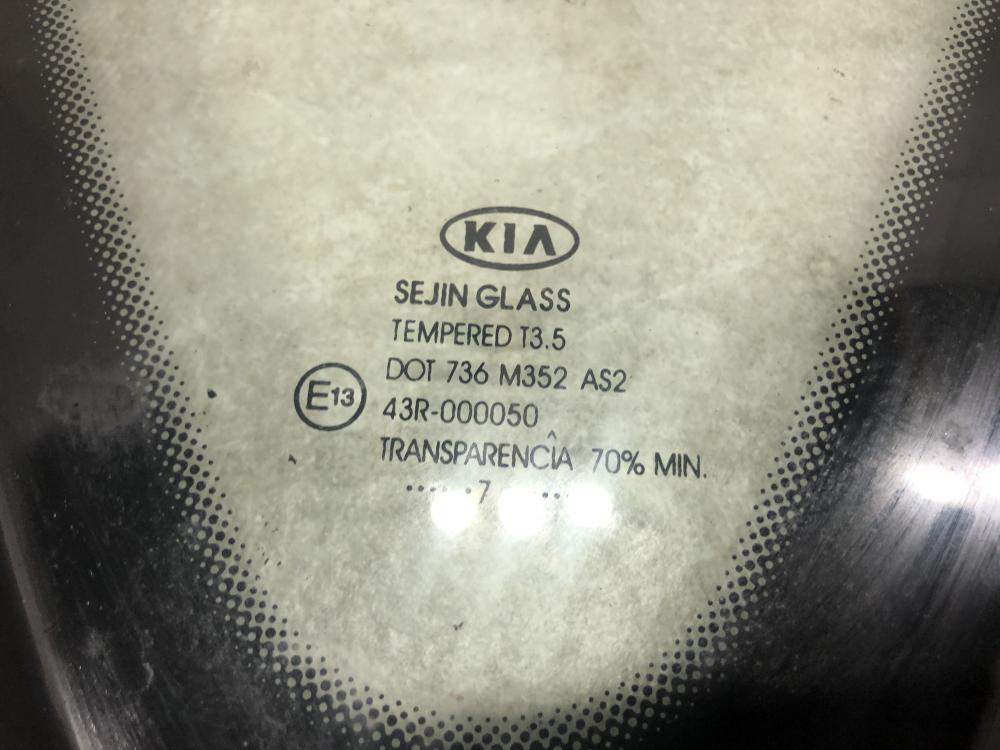 KIA
SEJIN GLASS
TEMPERED T3.5
DOT 736 M352 AS2
E13 43R-000050
TRANSPARENCÎA 70% MIN.
...... 7 ...